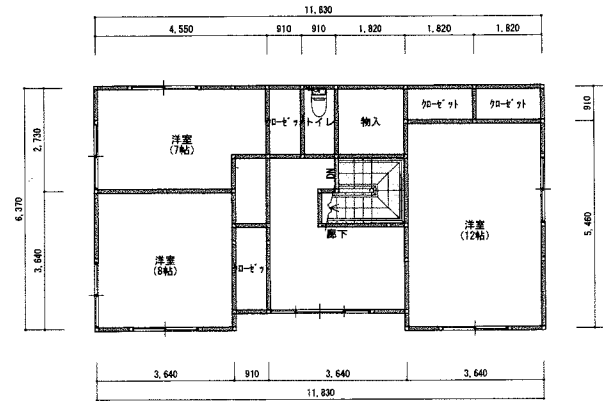 11,830
4,550
910
910
1,820
1,820
1,820
クローゼット
クローゼット
クローゼット
トイレ
物入
洋室
(7帖)
910
2,730
6,370
DN
5,460
洋室
(12帖)
廊下
3,640
洋室
(8帖)
クローゼット
3,640
910
3,640
3,640
11,830